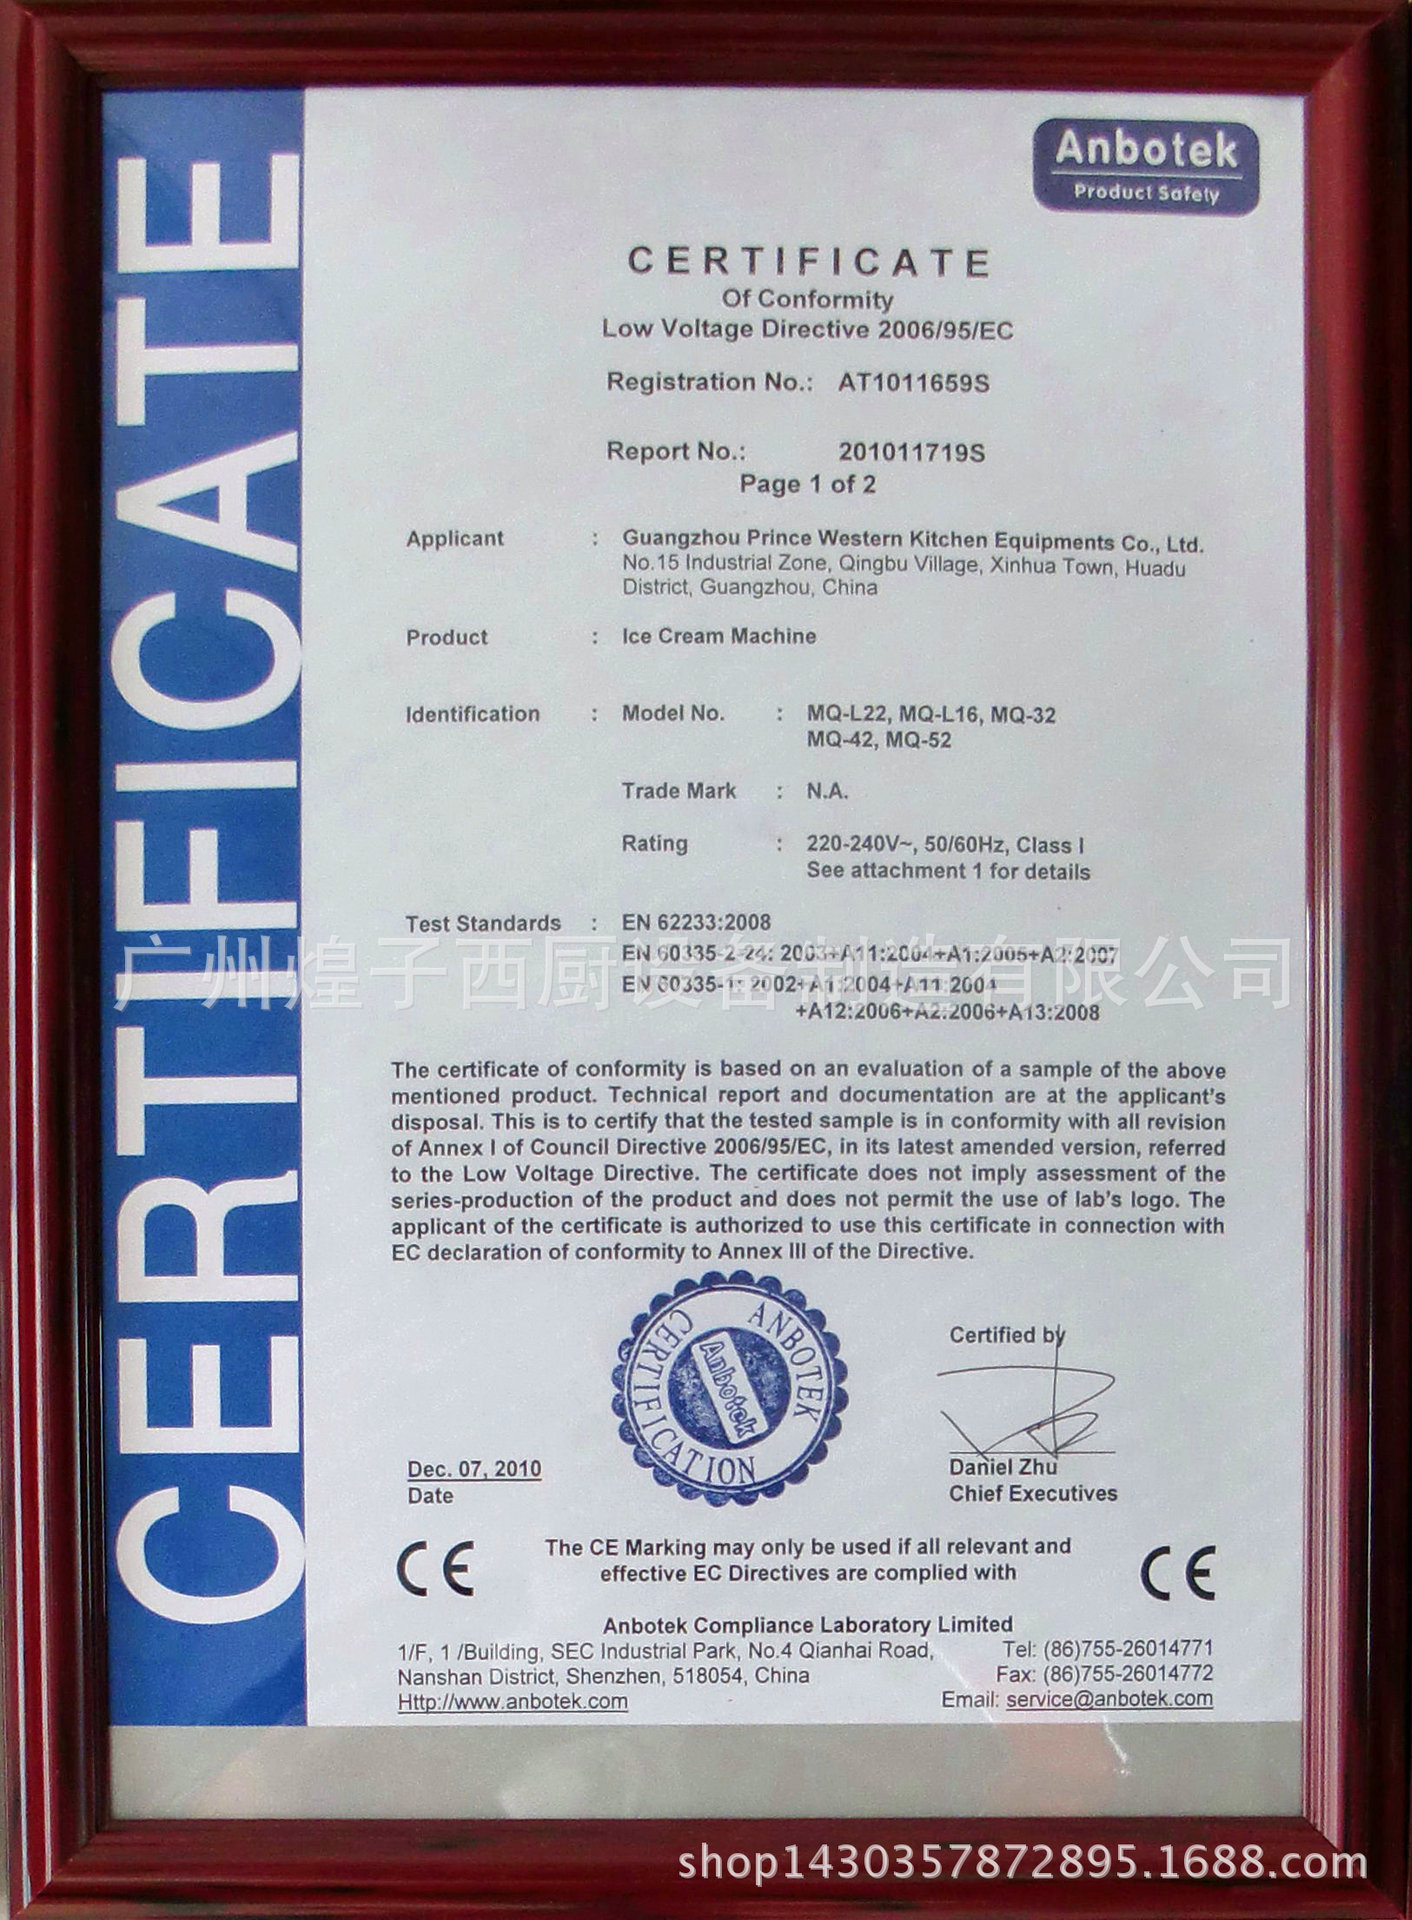 CERTIFICATE
Anbotek
Product Safety
CERTIFICATE
Of Conformity
Low Voltage Directive 2006/95/EC
Registration No.: AT1011659S
Report No.: 201011719S
Page 1 of 2
Applicant : Guangzhou Prince Western Kitchen Equipments Co., Ltd.
No.15 Industrial Zone, Qingbu Village, Xinhua Town, Huadu
District, Guangzhou, China
Product : Ice Cream Machine
Identification : Model No. : MQ-L22, MQ-L16, MQ-32
MQ-42, MQ-52
Trade Mark : N.A.
Rating : 220-240V~, 50/60Hz, Class I
See attachment 1 for details
Test Standards : EN 62233:2008
EN 60335-2-24: 2003+A11:2004+A1:2005+A2:2007
广州煌子西厨设备制造有限公司
EN 60335-1: 2002+A1:2004+A11:2004
+A12:2006+A2:2006+A13:2008
The certificate of conformity is based on an evaluation of a sample of the above
mentioned product. Technical report and documentation are at the applicant's
disposal. This is to certify that the tested sample is in conformity with all revision
of Annex I of Council Directive 2006/95/EC, in its latest amended version, referred
to the Low Voltage Directive. The certificate does not imply assessment of the
series-production of the product and does not permit the use of lab's logo. The
applicant of the certificate is authorized to use this certificate in connection with
EC declaration of conformity to Annex III of the Directive.
ANBOTEK
CERTIFICATION
Anbotek
Certified by
Dec. 07, 2010
Date
Daniel Zhu
Chief Executives
CE
The CE Marking may only be used if all relevant and
effective EC Directives are complied with
CE
Anbotek Compliance Laboratory Limited
1/F, 1 /Building, SEC Industrial Park, No.4 Qianhai Road, Tel: (86)755-26014771
Nanshan District, Shenzhen, 518054, China Fax: (86)755-26014772
Http://www.anbotek.com Email: service@anbotek.com
shop1430357872895.1688.com